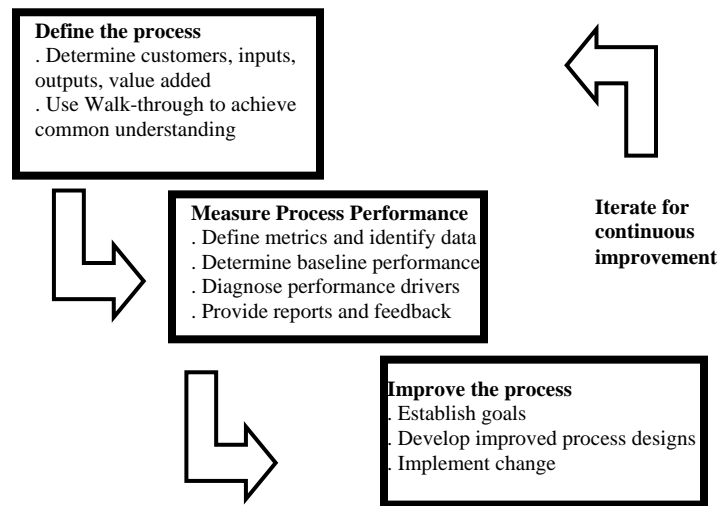 Define the process
. Determine customers, inputs,
outputs, value added
. Use Walk-through to achieve
common understanding
Measure Process Performance
. Define metrics and identify data
. Determine baseline performance
. Diagnose performance drivers
. Provide reports and feedback
Iterate for
continuous
improvement
Improve the process
. Establish goals
. Develop improved process designs
. Implement change